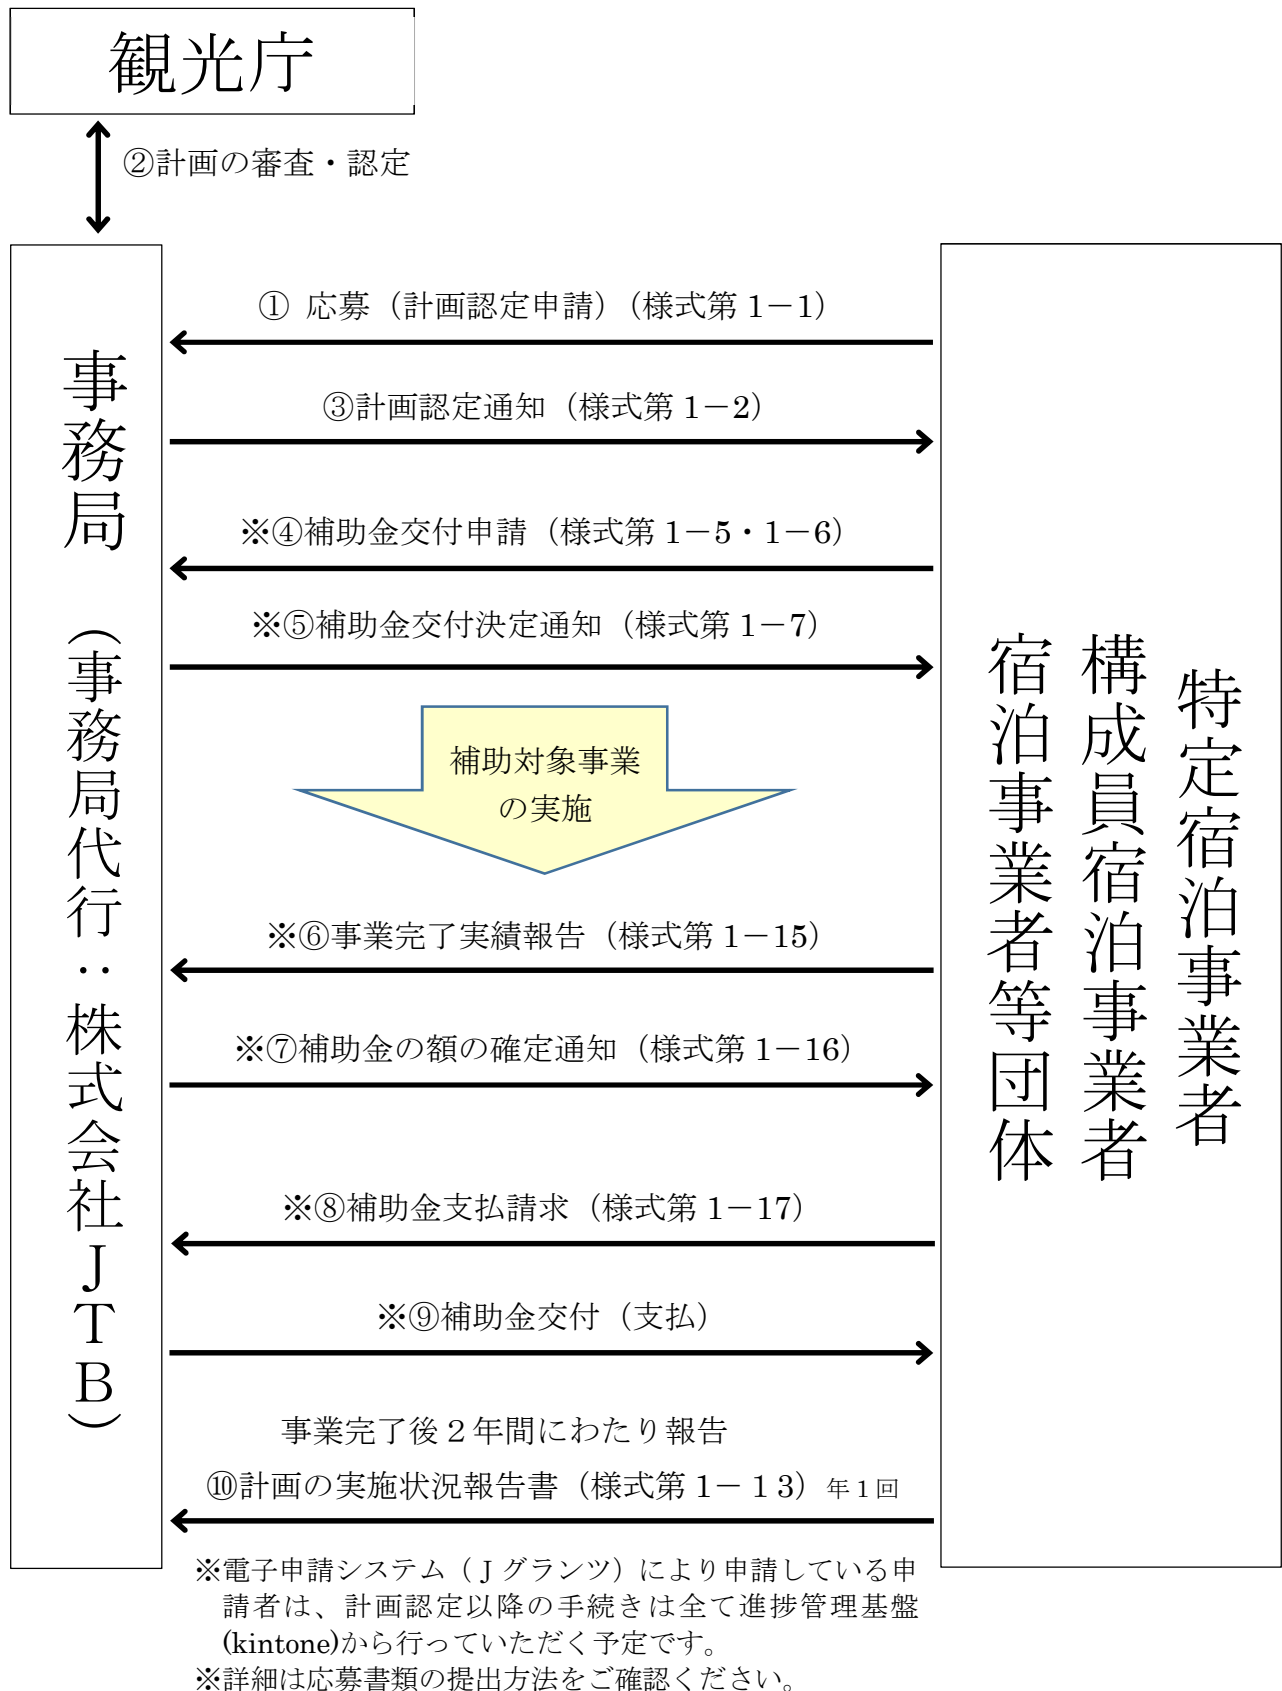 観光庁
②計画の審査・認定
事務局 （事務局代行：株式会社JTB）
① 応募（計画認定申請）（様式第 1－1）
③計画認定通知（様式第 1－2）
※④補助金交付申請（様式第 1－5・1－6）
※⑤補助金交付決定通知（様式第 1－7）
補助対象事業
の実施
※⑥事業完了実績報告（様式第 1－15）
※⑦補助金の額の確定通知（様式第 1－16）
※⑧補助金支払請求（様式第 1－17）
※⑨補助金交付（支払）
事業完了後２年間にわたり報告
⑩計画の実施状況報告書（様式第 1－１3）年１回
特定宿泊事業者
構成員宿泊事業者
宿泊事業者等団体
※電子申請システム（Ｊグランツ）により申請している申
請者は、計画認定以降の手続きは全て進捗管理基盤
(kintone)から行っていただく予定です。
※詳細は応募書類の提出方法をご確認ください。